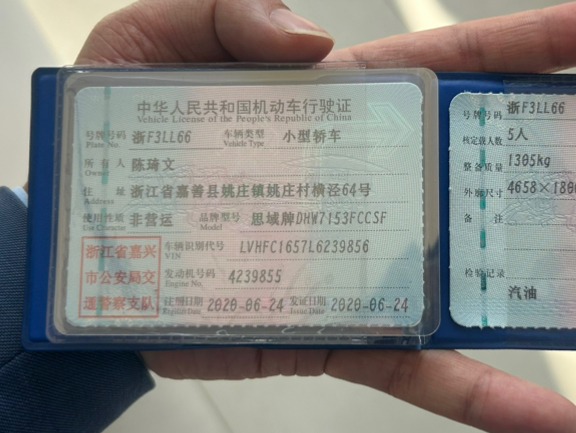 中华人民共和国机动车行驶证
Vehicle License of the People's Republic of China
号牌号码 浙F3LL66 车辆类型 小型轿车
Plate No. Vehicle Type
所有人 陈琦文
Owner
住 址 浙江省嘉善县姚庄镇姚庄村横泾64号
Address
使用性质 非营运 品牌型号 思域牌DHW7153FCCSF
Use Character Model
浙江省嘉兴
市公安局交
通警察支队
车辆识别代号 LVHFC1657L6239856
VIN
发动机号码 4239855
Engine No.
注册日期 2020-06-24 发证日期 2020-06-24
Register Date Issue Date
号牌号码 浙F3LL66
核定载人数 5人
整备质量 1305kg
外廓尺寸 4658×180
备 注
检验记录
汽油